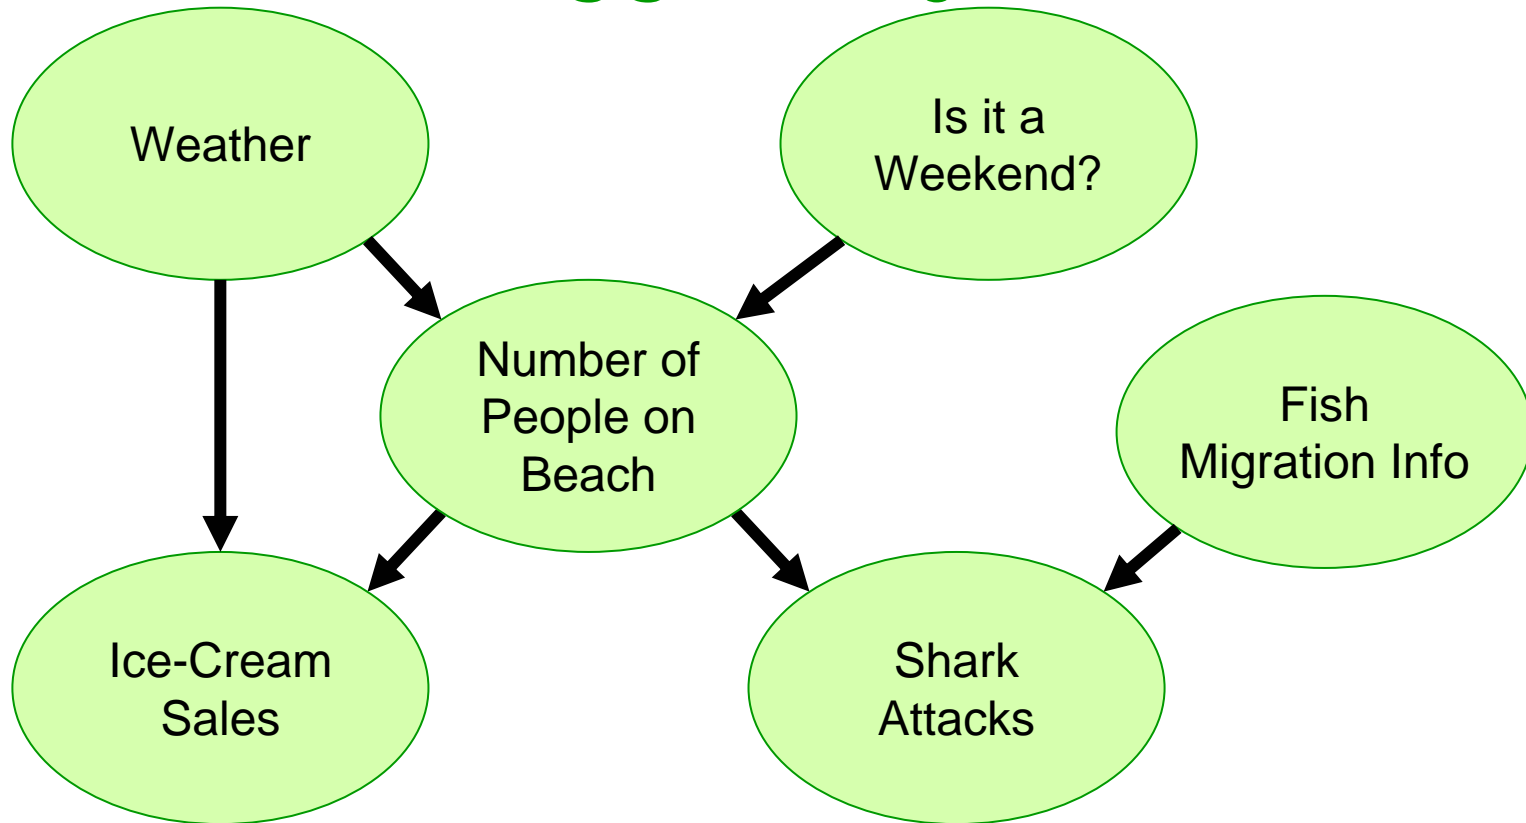 Weather
Is it a
Weekend?
Number of
People on
Beach
Fish
Migration Info
Ice-Cream
Sales
Shark
Attacks